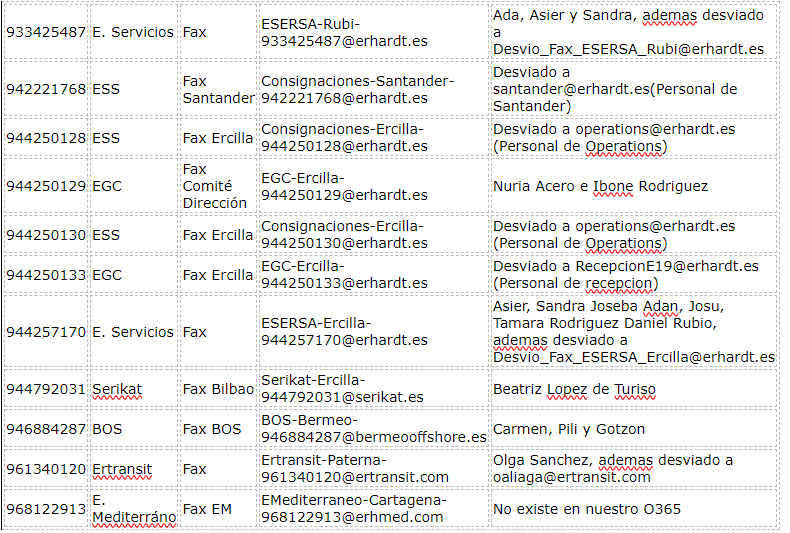 933425487 E. Servicios Fax ESERSA-Rubi-933425487@erhardt.es Ada, Asier y Sandra, ademas desviado a Desvio_Fax_ESERSA_Rubi@erhardt.es
942221768 ESS Fax Santander Consignaciones-Santander-942221768@erhardt.es Desviado a santander@erhardt.es(Personal de Santander)
944250128 ESS Fax Ercilla Consignaciones-Ercilla-944250128@erhardt.es Desviado a operations@erhardt.es (Personal de Operations)
944250129 EGC Fax Comité Dirección EGC-Ercilla-944250129@erhardt.es Nuria Acero e Ibone Rodriguez
944250130 ESS Fax Ercilla Consignaciones-Ercilla-944250130@erhardt.es Desviado a operations@erhardt.es (Personal de Operations)
944250133 EGC Fax Ercilla EGC-Ercilla-944250133@erhardt.es Desviado a RecepcionE19@erhardt.es (Personal de recepcion)
944257170 E. Servicios Fax ESERSA-Ercilla-944257170@erhardt.es Asier, Sandra Joseba Adan, Josu, Tamara Rodriguez Daniel Rubio, ademas desviado a Desvio_Fax_ESERSA_Ercilla@erhardt.es
944792031 Serikat Fax Bilbao Serikat-Ercilla-944792031@serikat.es Beatriz Lopez de Turiso
946884287 BOS Fax BOS BOS-Bermeo-946884287@bermeooffshore.es Carmen, Pili y Gotzon
961340120 Ertransit Fax Ertransit-Paterna-961340120@ertransit.com Olga Sanchez, ademas desviado a oaliaga@ertransit.com
968122913 E. Mediterráno Fax EM EMediterraneo-Cartagena-968122913@erhmed.com No existe en nuestro O365